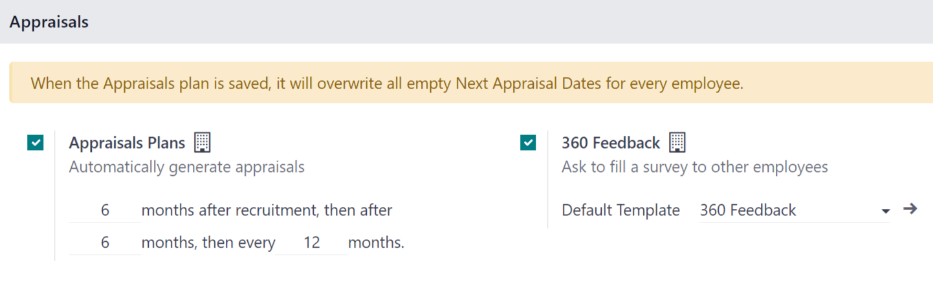 Appraisals
When the Appraisals plan is saved, it will overwrite all empty Next Appraisal Dates for every employee.
Appraisals Plans
Automatically generate appraisals
6 months after recruitment, then after
6 months, then every 12 months.
360 Feedback
Ask to fill a survey to other employees
Default Template 360 Feedback